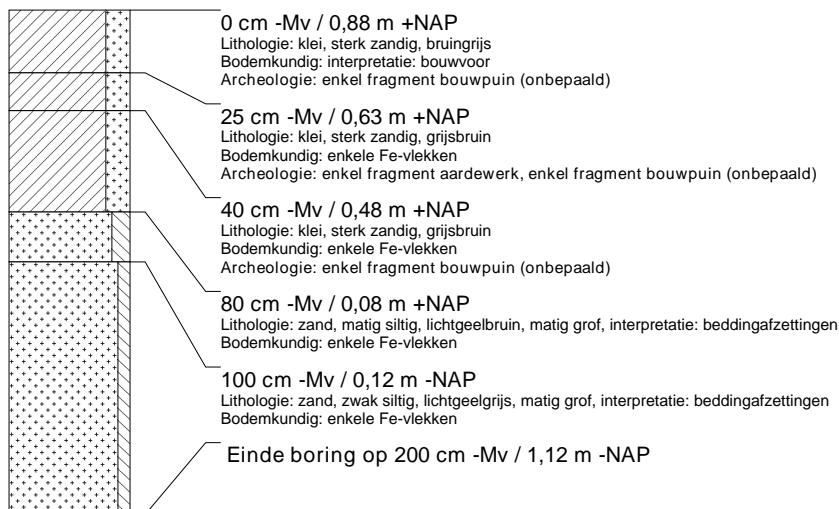 0 cm -Mv / 0,88 m +NAP
Lithologie: klei, sterk zandig, bruingrijs
Bodemkundig: interpretatie: bouwvoor
Archeologie: enkel fragment bouwpuin (onbepaald)
25 cm -Mv / 0,63 m +NAP
Lithologie: klei, sterk zandig, grijsbruin
Bodemkundig: enkele Fe-vlekken
Archeologie: enkel fragment aardewerk, enkel fragment bouwpuin (onbepaald)
40 cm -Mv / 0,48 m +NAP
Lithologie: klei, sterk zandig, grijsbruin
Bodemkundig: enkele Fe-vlekken
Archeologie: enkel fragment bouwpuin (onbepaald)
80 cm -Mv / 0,08 m +NAP
Lithologie: zand, matig siltig, lichtgeelbruin, matig grof, interpretatie: beddingafzettingen
Bodemkundig: enkele Fe-vlekken
100 cm -Mv / 0,12 m -NAP
Lithologie: zand, zwak siltig, lichtgeelgrijs, matig grof, interpretatie: beddingafzettingen
Bodemkundig: enkele Fe-vlekken
Einde boring op 200 cm -Mv / 1,12 m -NAP